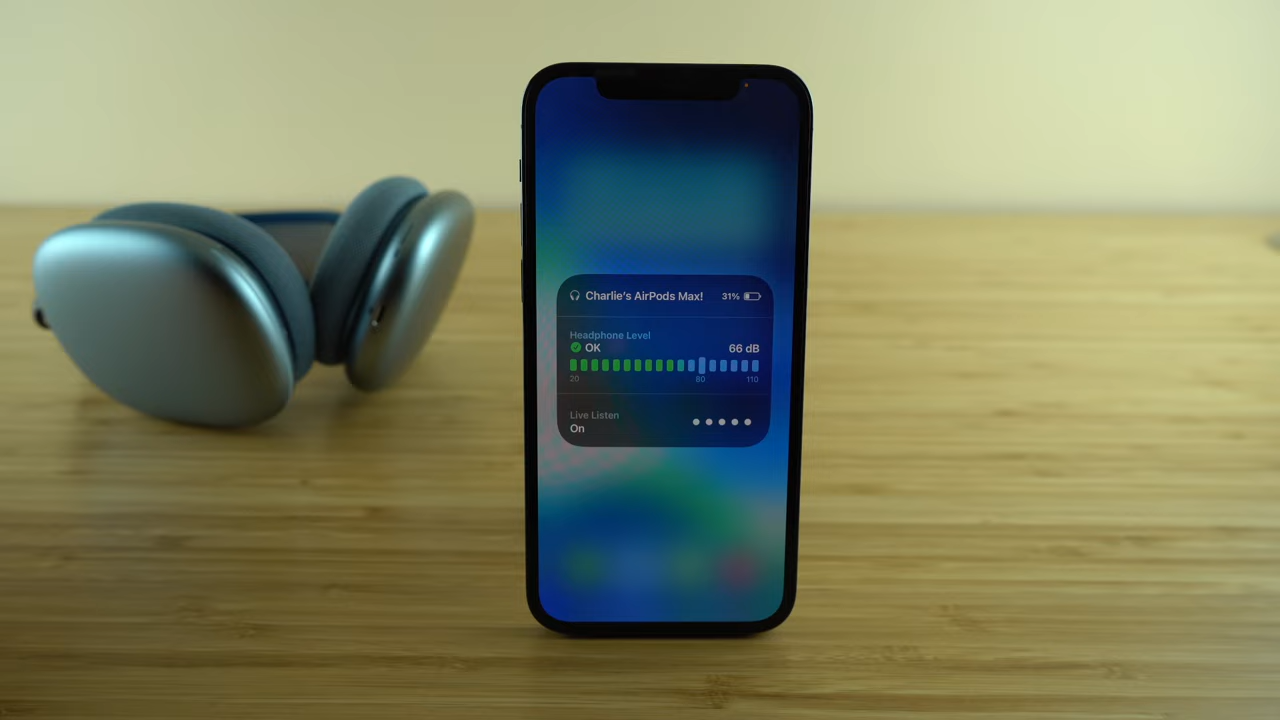 Charlie's AirPods Max! 31%
Headphone Level
OK 66 dB
20 80 110
Live Listen
On